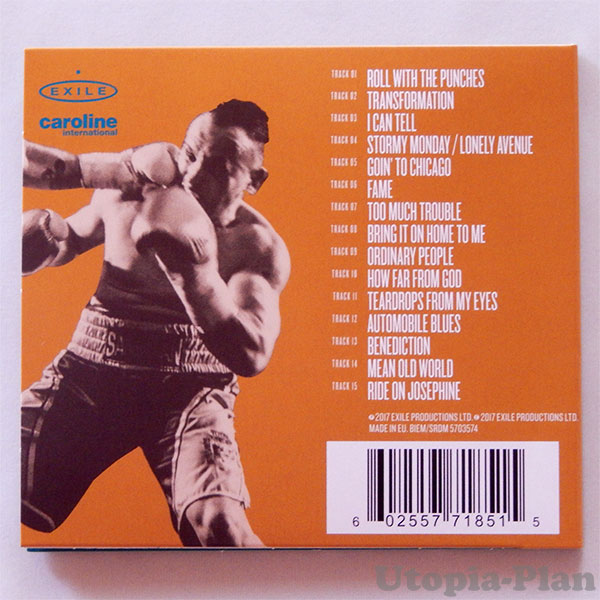 EXILE
caroline
international
TRACK 01 ROLL WITH THE PUNCHES
TRACK 02 TRANSFORMATION
TRACK 03 I CAN TELL
TRACK 04 STORMY MONDAY / LONELY AVENUE
TRACK 05 GOIN' TO CHICAGO
TRACK 06 FAME
TRACK 07 TOO MUCH TROUBLE
TRACK 08 BRING IT ON HOME TO ME
TRACK 09 ORDINARY PEOPLE
TRACK 10 HOW FAR FROM GOD
TRACK 11 TEARDROPS FROM MY EYES
TRACK 12 AUTOMOBILE BLUES
TRACK 13 BENEDICTION
TRACK 14 MEAN OLD WORLD
TRACK 15 RIDE ON JOSEPHINE
℗2017 EXILE PRODUCTIONS LTD. ©2017 EXILE PRODUCTIONS LTD.
MADE IN EU. BIEM/SRDM 5703574
6 02557 71851 5
Utopia-Plan